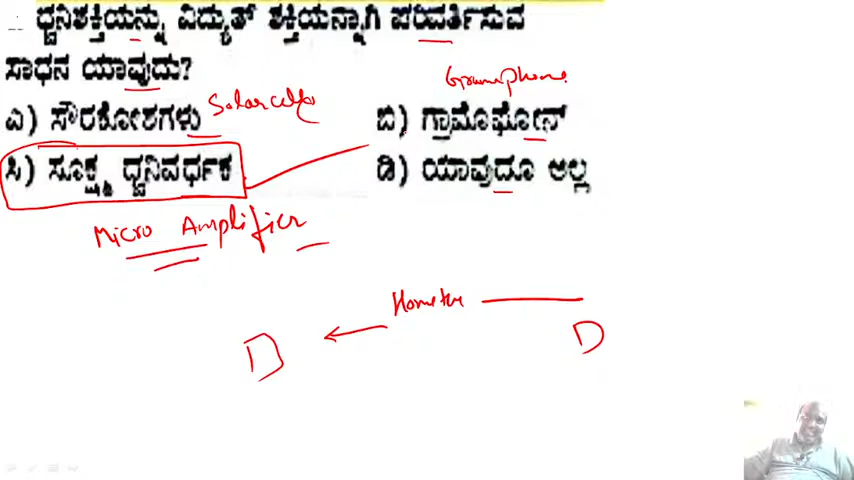 ಧ್ವನಿಶಕ್ತಿಯನ್ನು ವಿದ್ಯುತ್ ಶಕ್ತಿಯನ್ನಾಗಿ ಪರಿವರ್ತಿಸುವ
ಸಾಧನ ಯಾವುದು?
Gramophone
ಎ) ಸೌರಕೋಶಗಳು Solar cells ಬಿ) ಗ್ರಾಮೊಫೋನ್
ಸಿ) ಸೂಕ್ಷ್ಮ ಧ್ವನಿವರ್ಧಕ ಡಿ) ಯಾವುದೂ ಅಲ್ಲ
Micro Amplifier
D D